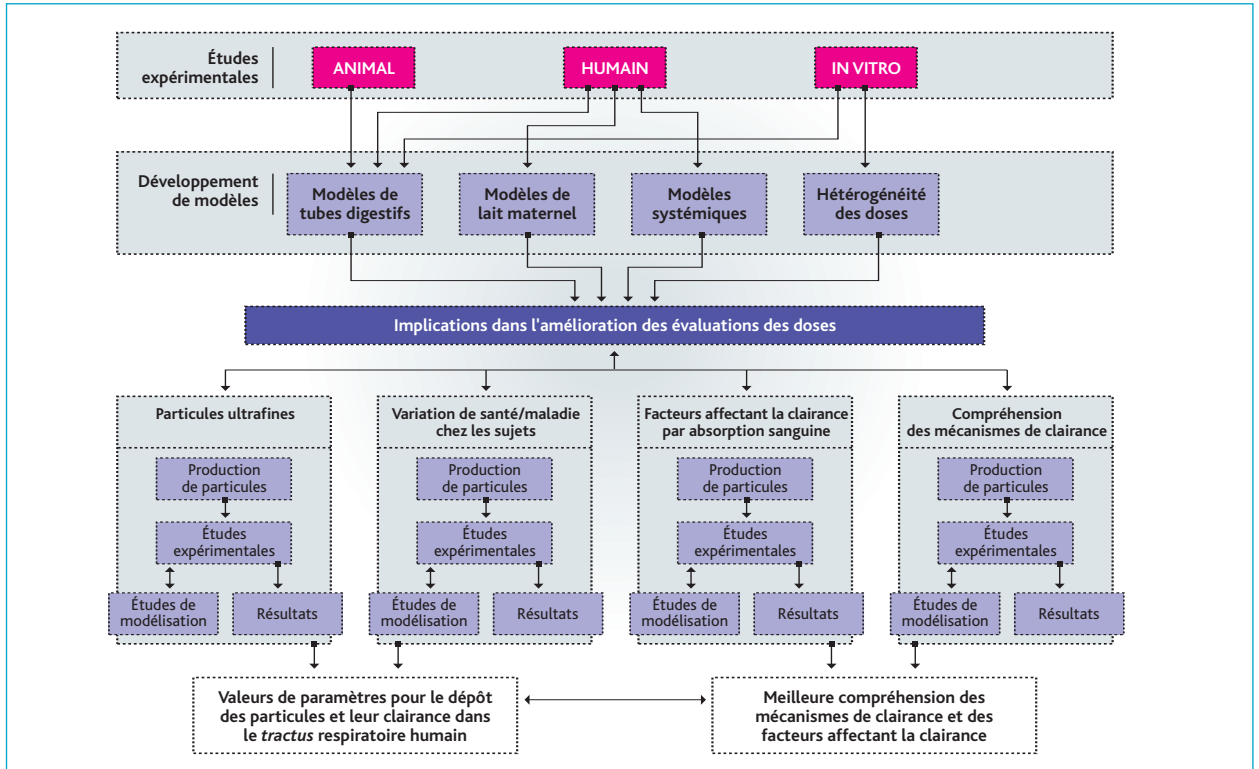 Études
expérimentales
ANIMAL
HUMAIN
IN VITRO
Développement
de modèles
Modèles de
tubes digestifs
Modèles de
lait maternel
Modèles
systémiques
Hétérogénéité
des doses
Implications dans l'amélioration des évaluations des doses
Particules ultrafines
Production
de particules
Études
expérimentales
Études de
modélisation
Résultats
Variation de santé/maladie
chez les sujets
Production
de particules
Études
expérimentales
Études de
modélisation
Résultats
Facteurs affectant la clairance
par absorption sanguine
Production
de particules
Études
expérimentales
Études de
modélisation
Résultats
Compréhension
des mécanismes de clairance
Production
de particules
Études
expérimentales
Études de
modélisation
Résultats
Valeurs de paramètres pour le dépôt
des particules et leur clairance dans
le tractus respiratoire humain
Meilleure compréhension des
mécanismes de clairance et des
facteurs affectant la clairance